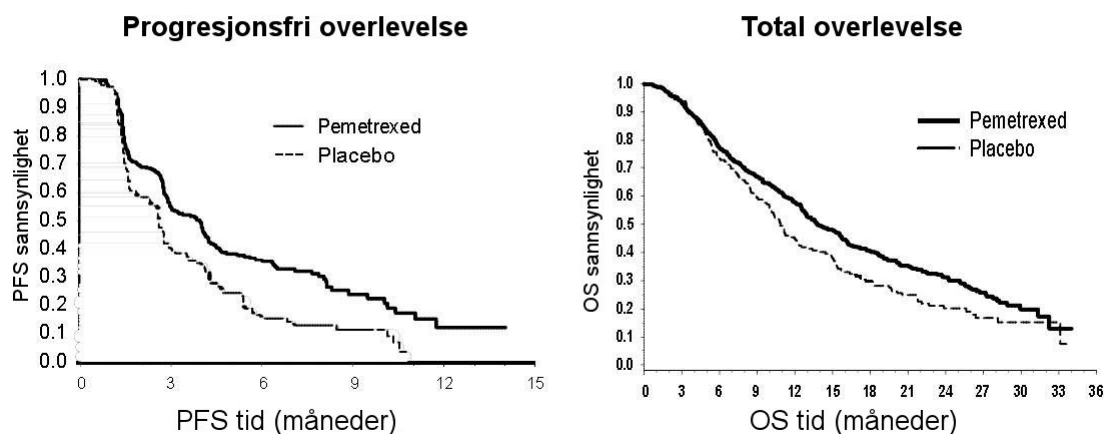 Progresjonsfri overlevelse
PFS sannsynlighet
1.0
0.9
0.8
0.7
0.6
0.5
0.4
0.3
0.2
0.1
0.0
Pemetrexed
Placebo
0 3 6 9 12 15
PFS tid (måneder)
Total overlevelse
OS sannsynlighet
1.0
0.9
0.8
0.7
0.6
0.5
0.4
0.3
0.2
0.1
0.0
Pemetrexed
Placebo
0 3 6 9 12 15 18 21 24 27 30 33 36
OS tid (måneder)